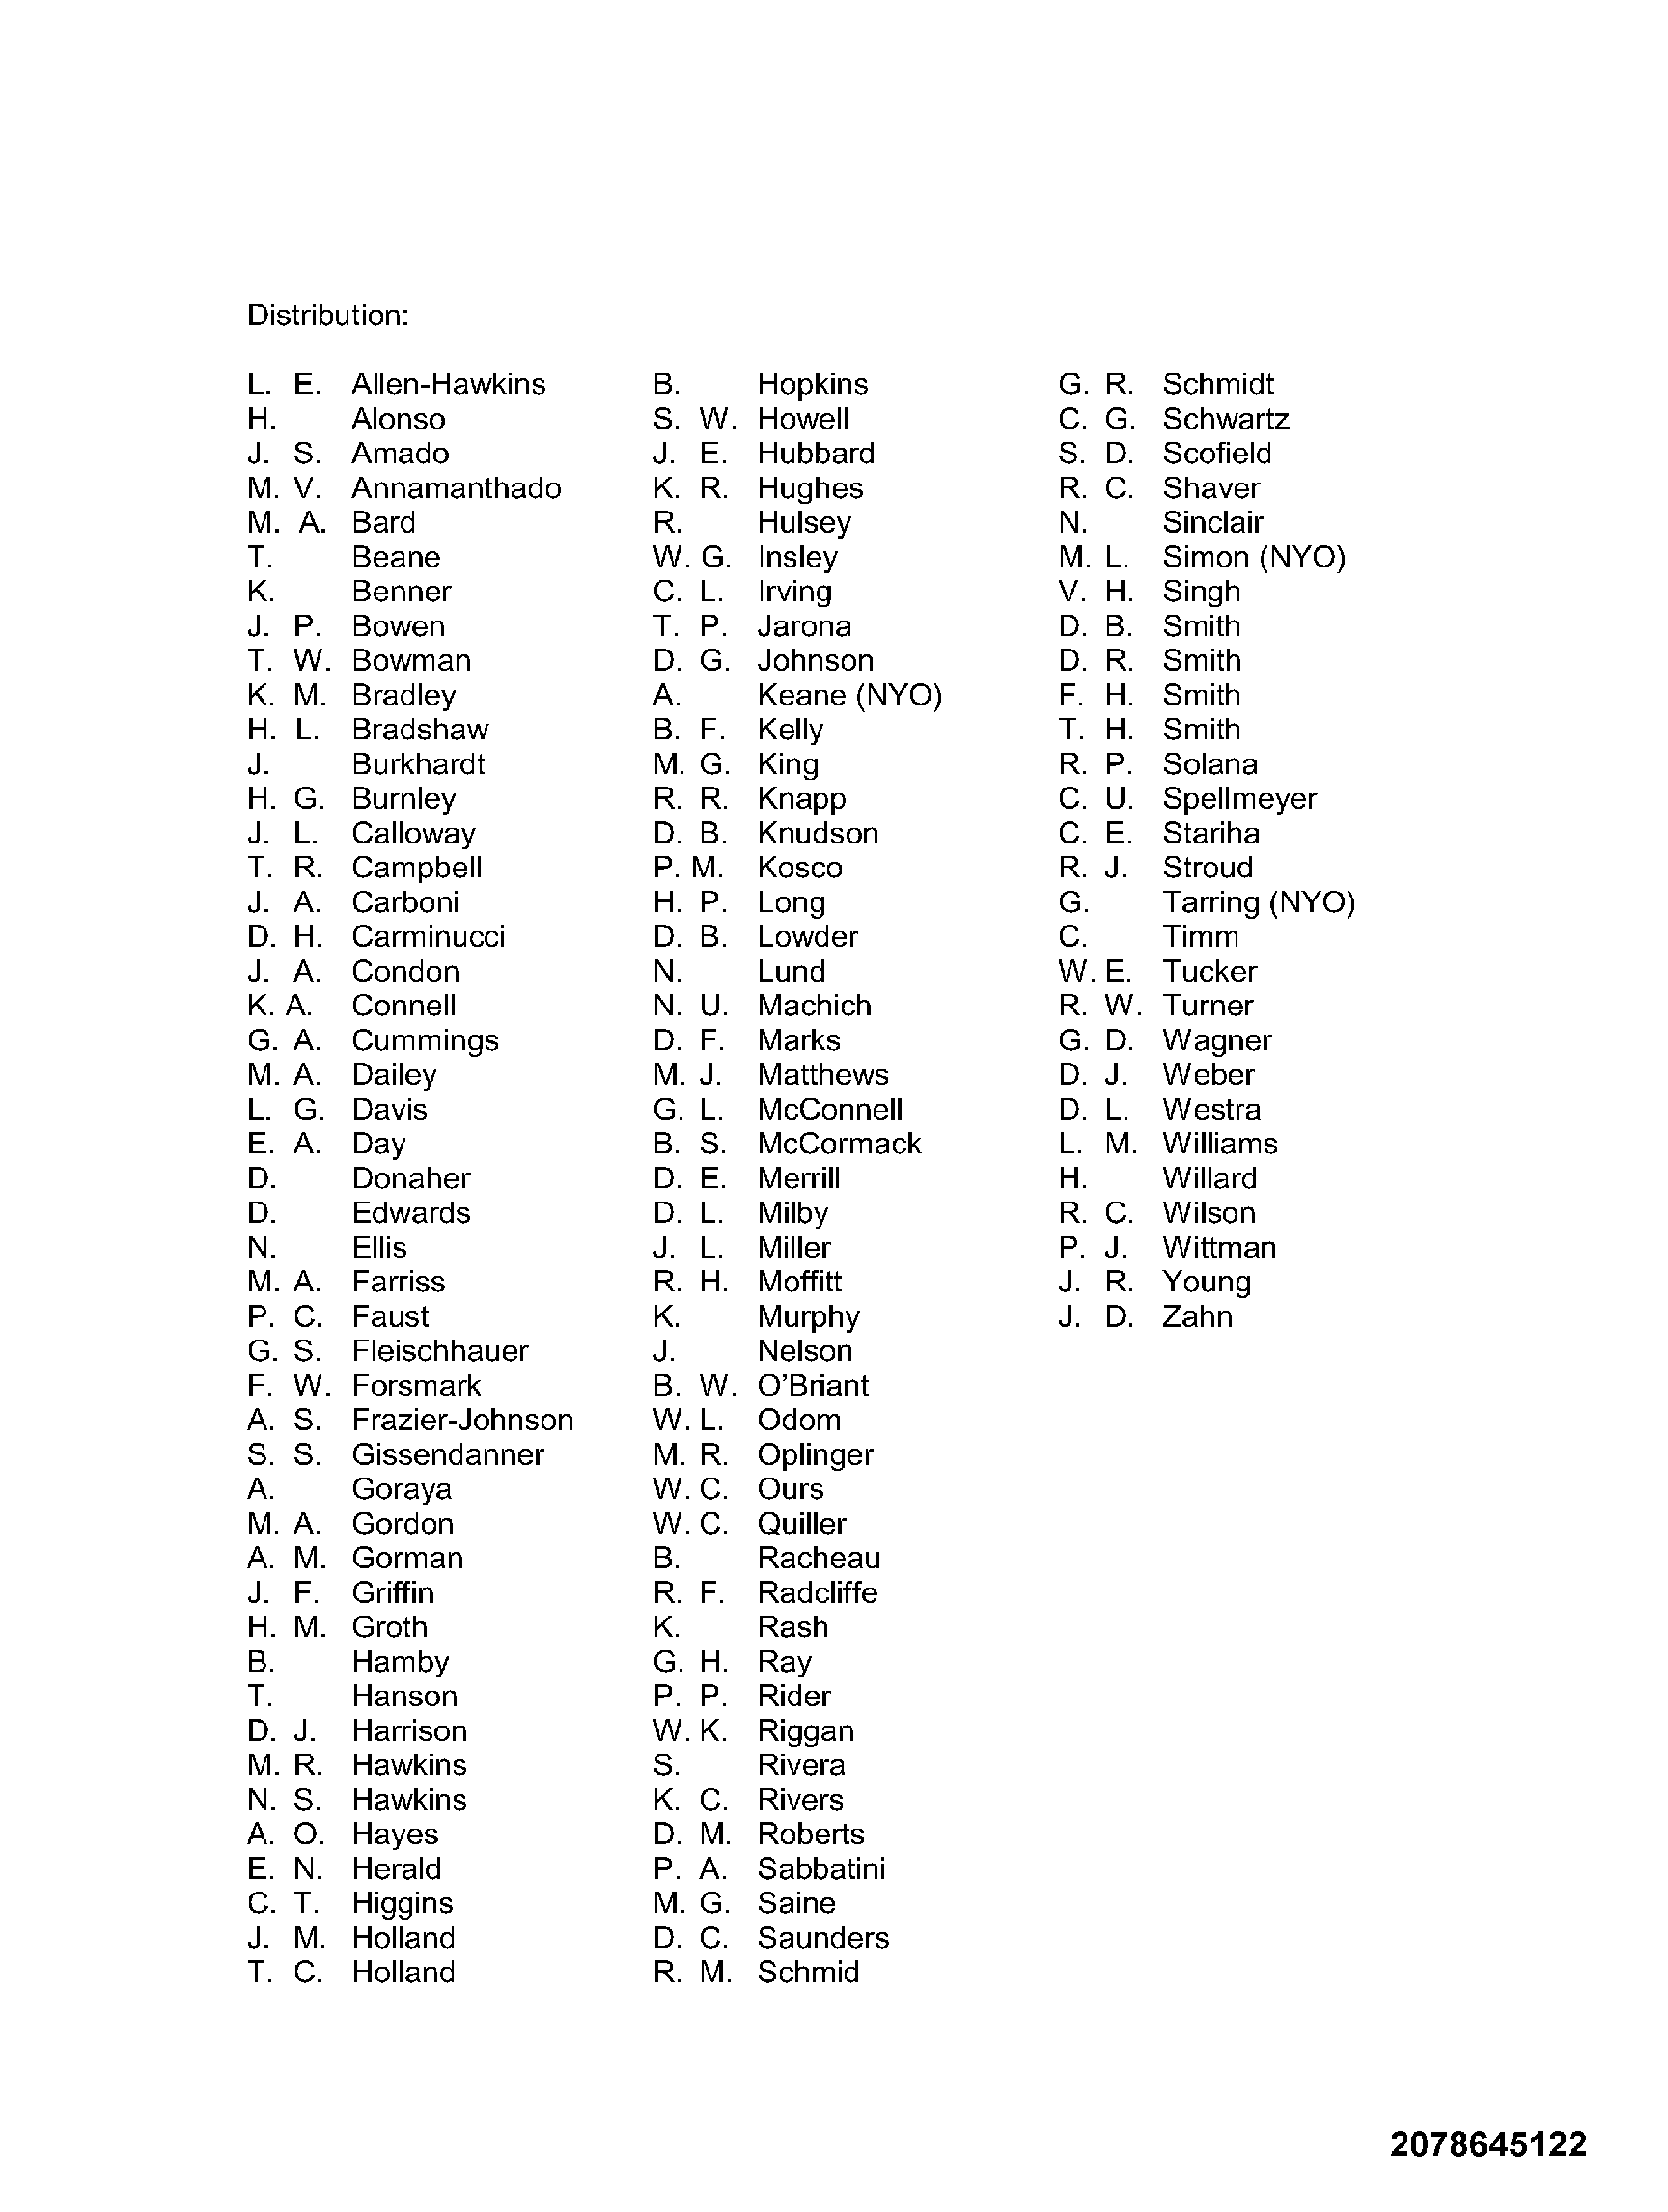 Distribution:
L. E. Allen-Hawkins
H. Alonso
J. S. Amado
M. V. Annamanthado
M. A. Bard
T. Beane
K. Benner
J. P. Bowen
T. W. Bowman
K. M. Bradley
H. L. Bradshaw
J. Burkhardt
H. G. Burnley
J. L. Calloway
T. R. Campbell
J. A. Carboni
D. H. Carminucci
J. A. Condon
K. A. Connell
G. A. Cummings
M. A. Dailey
L. G. Davis
E. A. Day
D. Donaher
D. Edwards
N. Ellis
M. A. Farriss
P. C. Faust
G. S. Fleischhauer
F. W. Forsmark
A. S. Frazier-Johnson
S. S. Gissendanner
A. Goraya
M. A. Gordon
A. M. Gorman
J. F. Griffin
H. M. Groth
B. Hamby
T. Hanson
D. J. Harrison
M. R. Hawkins
N. S. Hawkins
A. O. Hayes
E. N. Herald
C. T. Higgins
J. M. Holland
T. C. Holland
B. Hopkins
S. W. Howell
J. E. Hubbard
K. R. Hughes
R. Hulsey
W. G. Insley
C. L. Irving
T. P. Jarona
D. G. Johnson
A. Keane (NYO)
B. F. Kelly
M. G. King
R. R. Knapp
D. B. Knudson
P. M. Kosco
H. P. Long
D. B. Lowder
N. Lund
N. U. Machich
D. F. Marks
M. J. Matthews
G. L. McConnell
B. S. McCormack
D. E. Merrill
D. L. Milby
J. L. Miller
R. H. Moffitt
K. Murphy
J. Nelson
B. W. O'Briant
W. L. Odom
M. R. Oplinger
W. C. Ours
W. C. Quiller
B. Racheau
R. F. Radcliffe
K. Rash
G. H. Ray
P. P. Rider
W. K. Riggan
S. Rivera
K. C. Rivers
D. M. Roberts
P. A. Sabbatini
M. G. Saine
D. C. Saunders
R. M. Schmid
G. R. Schmidt
C. G. Schwartz
S. D. Scofield
R. C. Shaver
N. Sinclair
M. L. Simon (NYO)
V. H. Singh
D. B. Smith
D. R. Smith
F. H. Smith
T. H. Smith
R. P. Solana
C. U. Spellmeyer
C. E. Stariha
R. J. Stroud
G. Tarring (NYO)
C. Timm
W. E. Tucker
R. W. Turner
G. D. Wagner
D. J. Weber
D. L. Westra
L. M. Williams
H. Willard
R. C. Wilson
P. J. Wittman
J. R. Young
J. D. Zahn
2078645122